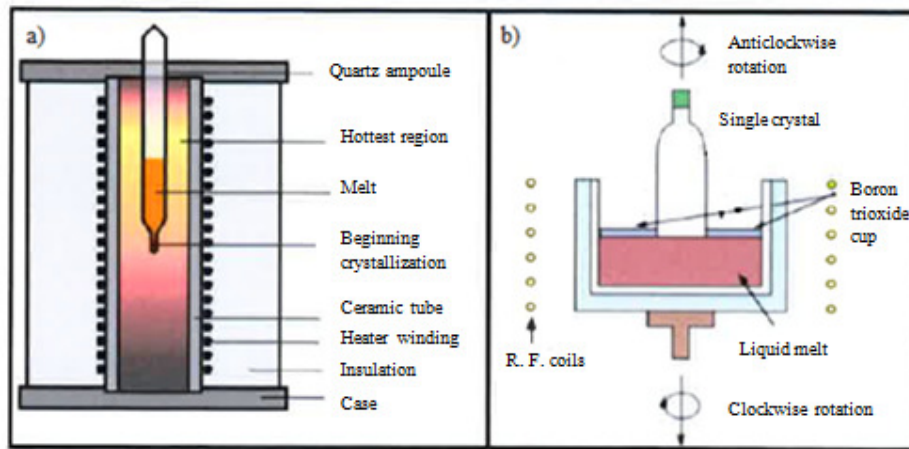 a)
Quartz ampoule
Hottest region
Melt
Beginning
crystallization
Ceramic tube
Heater winding
Insulation
Case
b)
Anticlockwise
rotation
Single crystal
Boron
trioxide
cup
R. F. coils
Liquid melt
Clockwise rotation